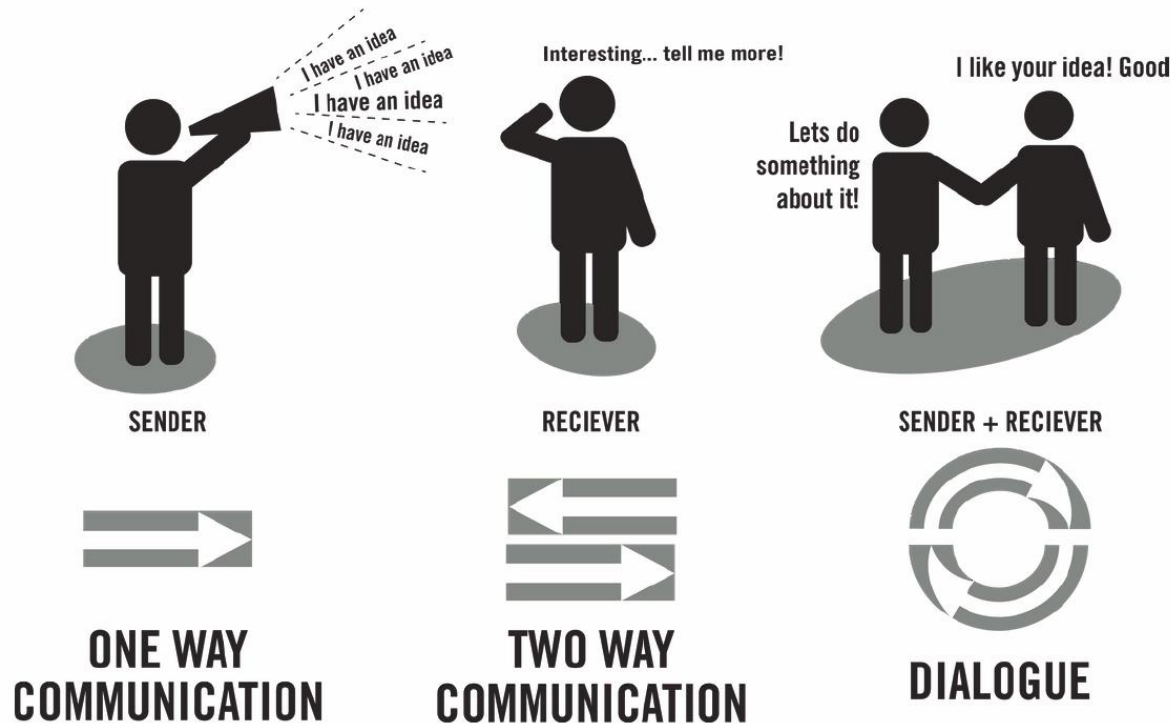 I have an idea
I have an idea
I have an idea
I have an idea
SENDER
ONE WAY
COMMUNICATION
Interesting... tell me more!
RECIEVER
TWO WAY
COMMUNICATION
I like your idea! Good
Lets do
something
about it!
SENDER + RECIEVER
DIALOGUE